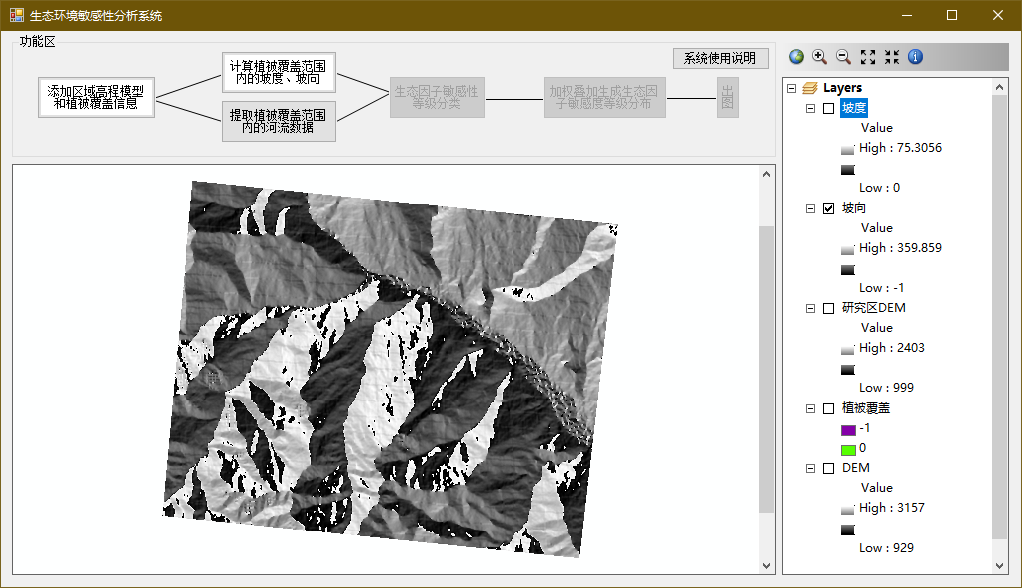 生态环境敏感性分析系统
功能区
系统使用说明
添加区域高程模型
和植被覆盖信息
计算植被覆盖范围
内的坡度、坡向
提取植被覆盖范围
内的河流数据
生态因子敏感性
等级分类
加权叠加生成生态因
子敏感度等级分布
出
图
Layers
坡度
Value
High : 75.3056
Low : 0
坡向
Value
High : 359.859
Low : -1
研究区DEM
Value
High : 2403
Low : 999
植被覆盖
-1
0
DEM
Value
High : 3157
Low : 929